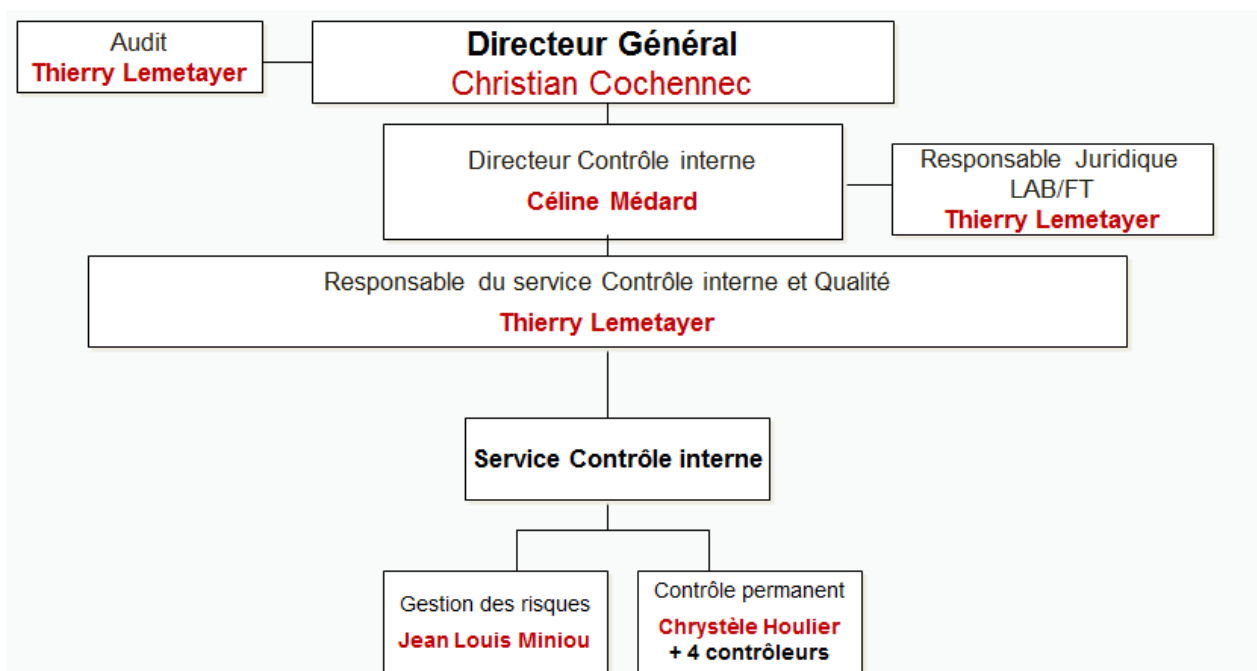 Audit
Thierry Lemetayer
Directeur Général
Christian Cochennec
Directeur Contrôle interne
Céline Médard
Responsable Juridique
LAB/FT
Thierry Lemetayer
Responsable du service Contrôle interne et Qualité
Thierry Lemetayer
Service Contrôle interne
Gestion des risques
Jean Louis Miniou
Contrôle permanent
Chrystèle Houlier
+ 4 contrôleurs